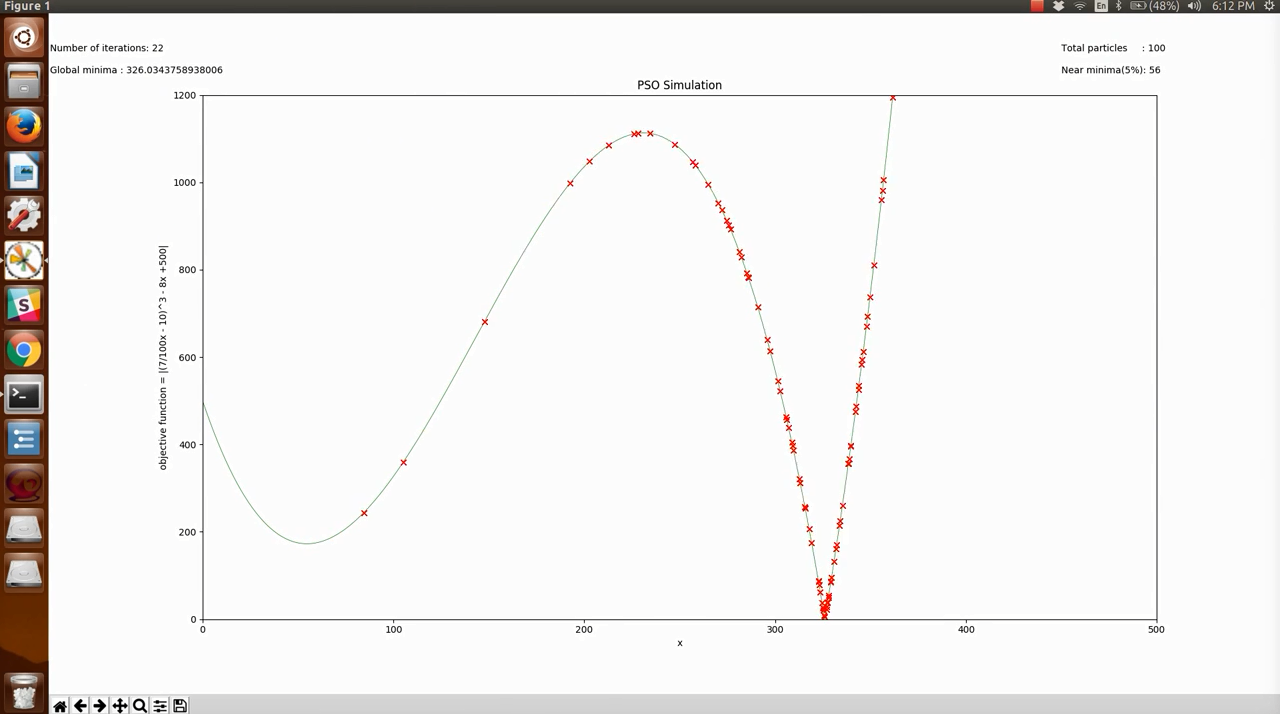 Figure 1
En
(48%)
6:12 PM
Number of iterations: 22
Total particles : 100
Global minima : 326.0343758938006
Near minima(5%): 56
PSO Simulation
objective function = |(7/100x - 10)^3 - 8x +500|
1200
1000
800
600
400
200
0
0 100 200 300 400 500
x